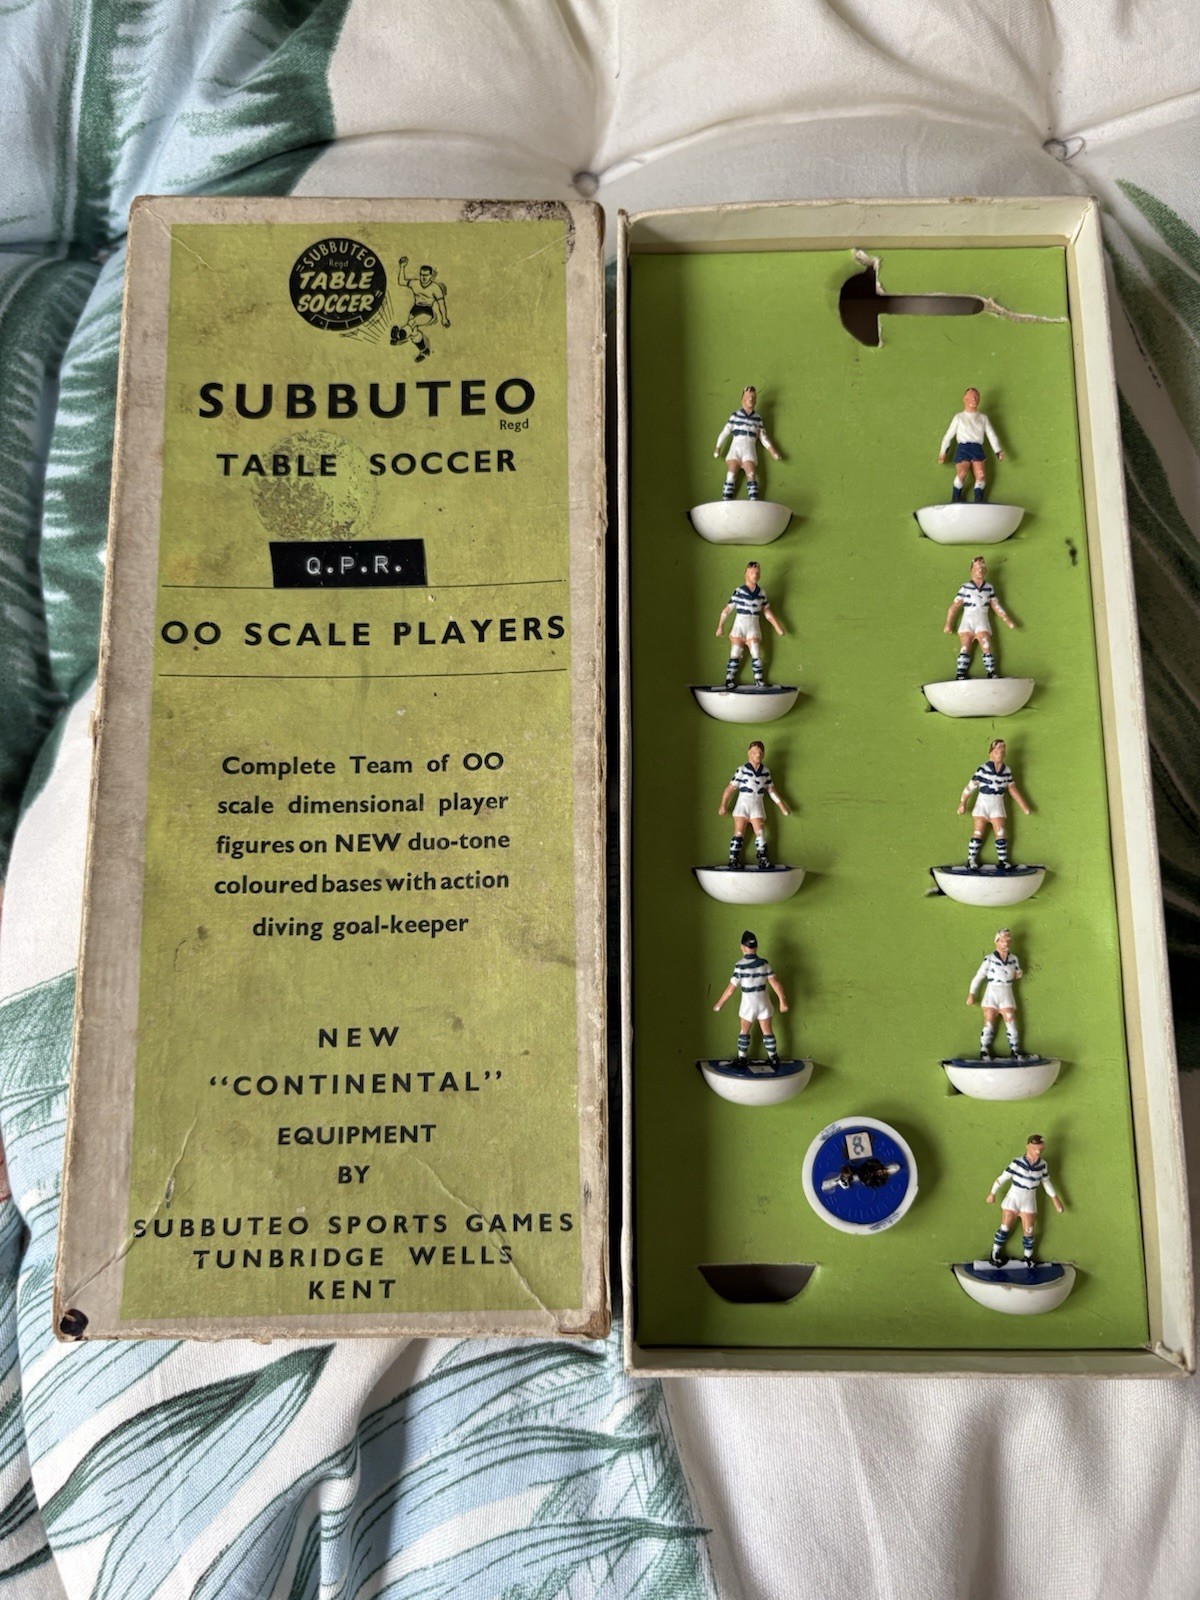 "SUBBUTEO
Regd
TABLE
SOCCER"
SUBBUTEO
Regd
TABLE SOCCER
Q.P.R.
OO SCALE PLAYERS
Complete Team of OO
scale dimensional player
figures on NEW duo-tone
coloured bases with action
diving goal-keeper
NEW
"CONTINENTAL"
EQUIPMENT
BY
SUBBUTEO SPORTS GAMES
TUNBRIDGE WELLS
KENT
8